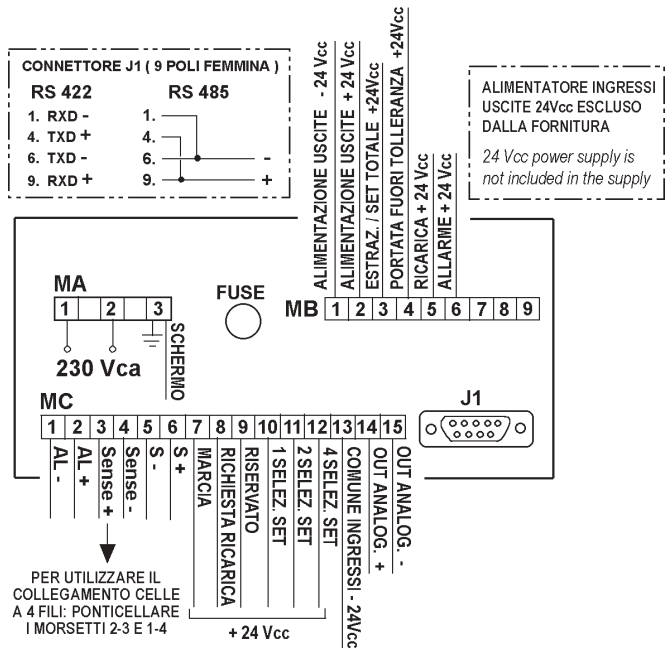 CONNETTORE J1 ( 9 POLI FEMMINA )
RS 422
RS 485
1. RXD -
4. TXD +
6. TXD -
9. RXD +
1.
4.
6. -
9. +
ALIMENTAZIONE USCITE - 24 Vcc
ALIMENTAZIONE USCITE + 24 Vcc
ESTRAZ. / SET TOTALE +24Vcc
PORTATA FUORI TOLLERANZA +24Vcc
RICARICA + 24 Vcc
ALLARME + 24 Vcc
ALIMENTATORE INGRESSI
USCITE 24Vcc ESCLUSO
DALLA FORNITURA
24 Vcc power supply is
not included in the supply
MA
1 2 3
230 Vca
SCHERMO
FUSE
MB
1 2 3 4 5 6 7 8 9
J1
MC
1 2 3 4 5 6 7 8 9 10 11 12 13 14 15
AL -
AL +
Sense +
Sense -
S -
S +
MARCIA
RICHIESTA RICARICA
RISERVATO
1 SELEZ. SET
2 SELEZ. SET
4 SELEZ. SET
COMUNE INGRESSI - 24Vcc
OUT ANALOG. +
OUT ANALOG. -
PER UTILIZZARE IL
COLLEGAMENTO CELLE
A 4 FILI: PONTICELLARE
I MORSETTI 2-3 E 1-4
+ 24 Vcc